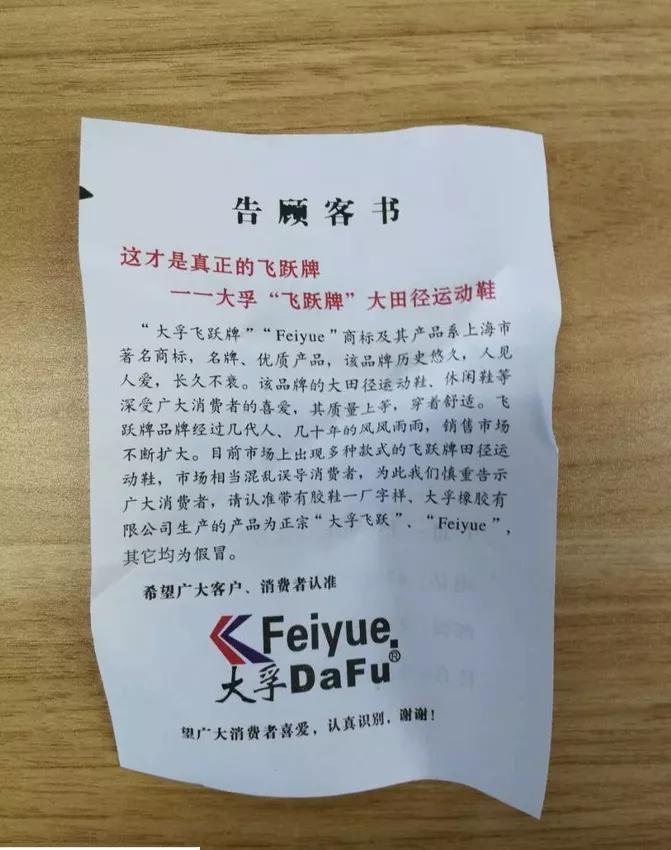 告顾客书
这才是真正的飞跃牌
一一大孚“飞跃牌”大田径运动鞋
“大孚飞跃牌”“Feiyue”商标及其产品系上海市
著名商标，名牌、优质产品，该品牌历史悠久，人见
人爱，长久不衰。该品牌的大田径运动鞋、休闲鞋等
深受广大消费者的喜爱，其质量上等，穿着舒适。飞
跃牌品牌经过几代人、几十年的风风雨雨，销售市场
不断扩大。目前市场上出现多种款式的飞跃牌田径运
动鞋，市场相当混乱误导消费者，为此我们慎重告示
广大消费者，请认准带有胶鞋一厂字样、大孚橡胶有
限公司生产的产品为正宗“大孚飞跃”、“Feiyue”，
其它均为假冒。
希望广大客户、消费者认准
Feiyue.
大孚DaFu®
望广大消费者喜爱，认真识别，谢谢！